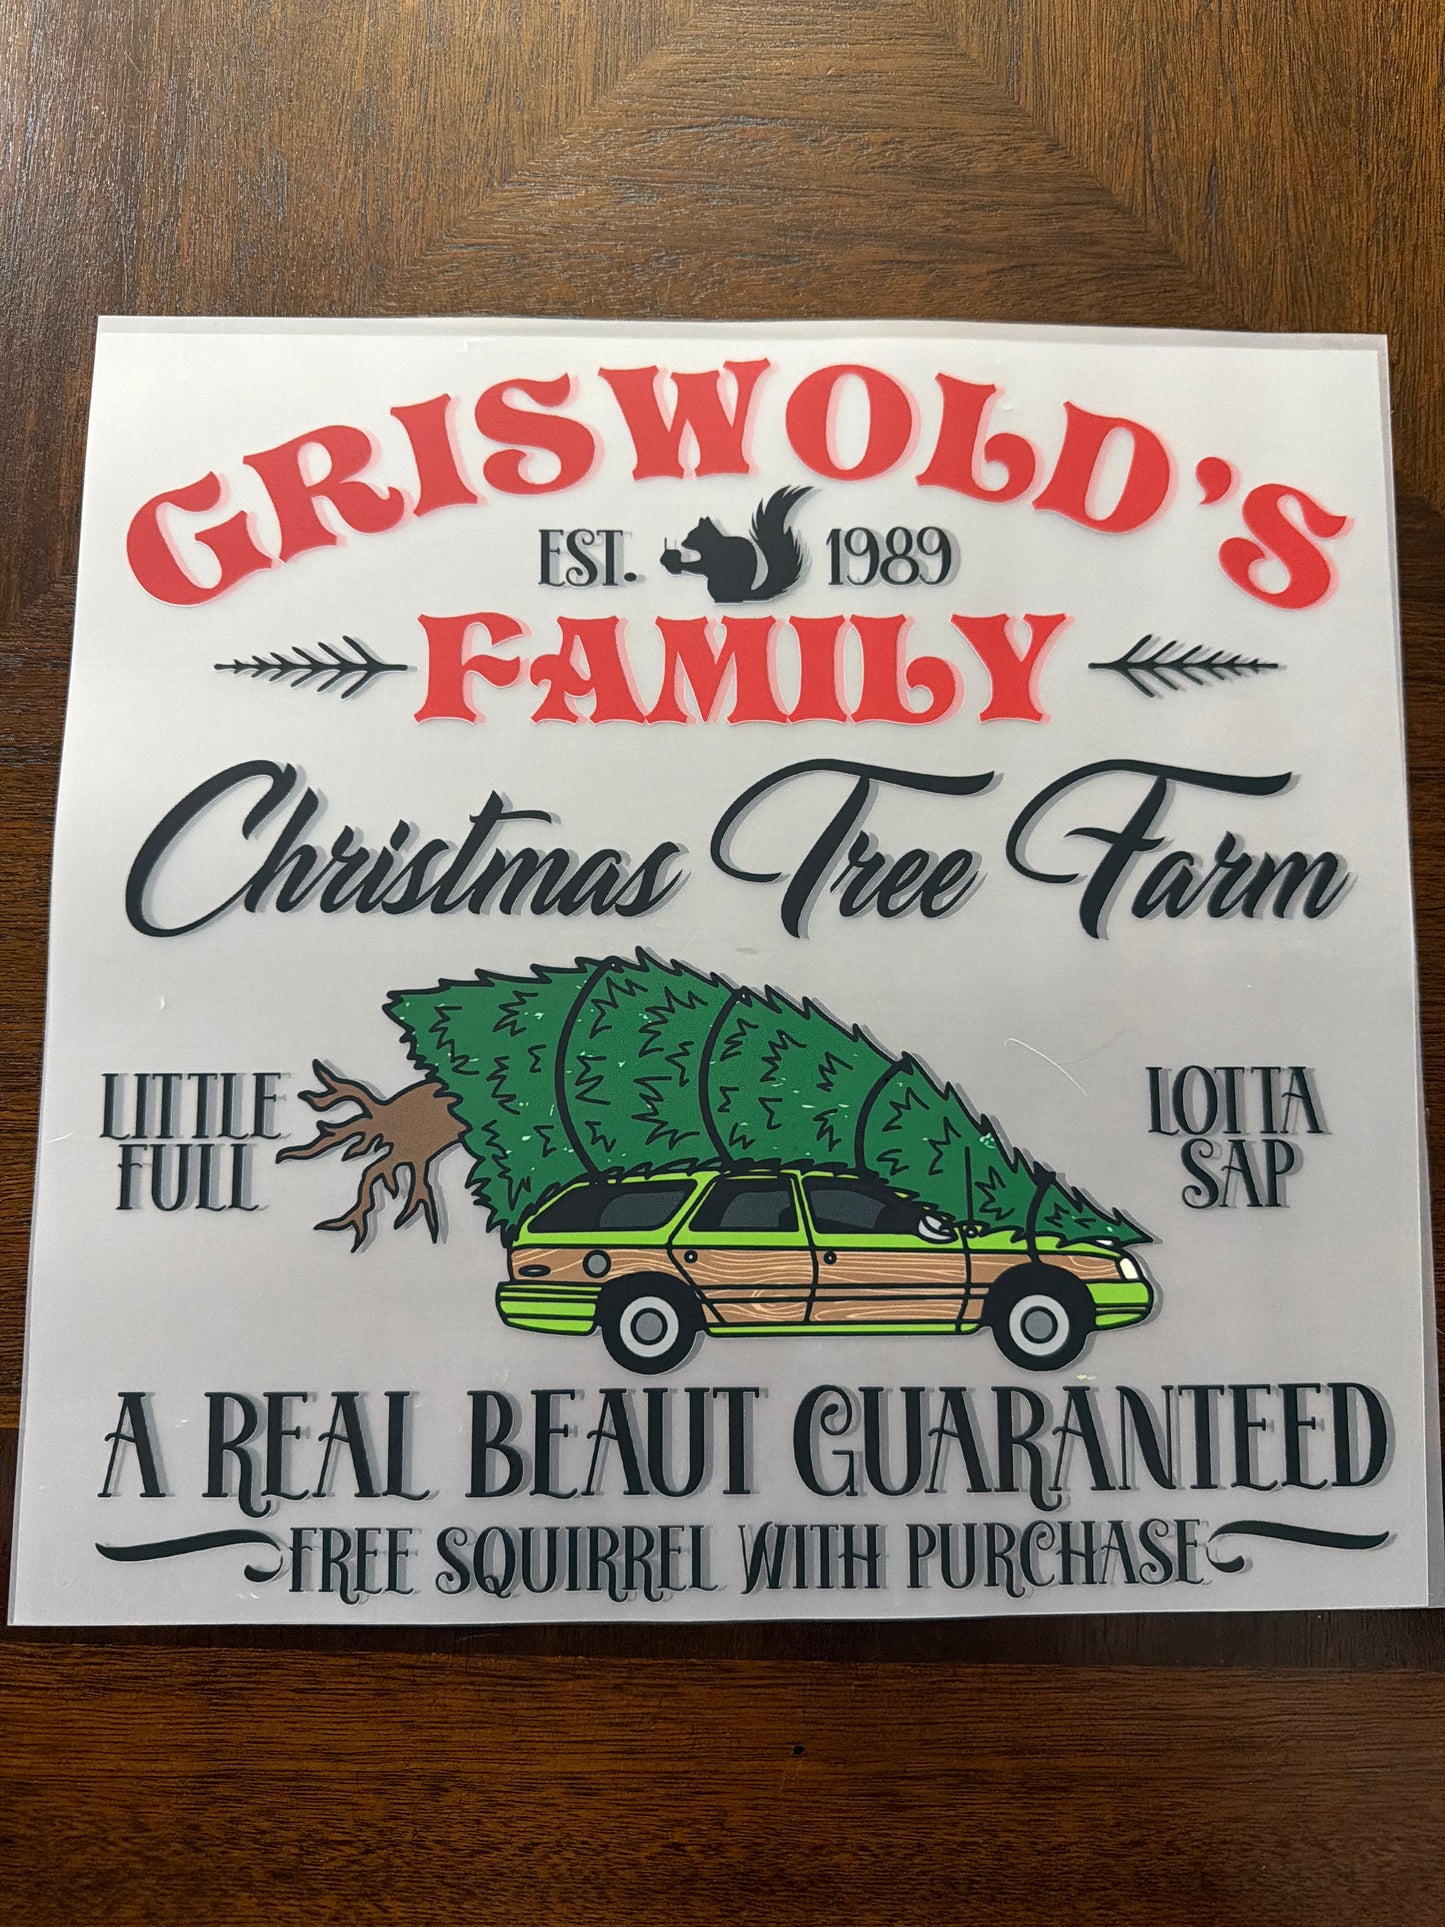 GRISWOLD'S
EST. 1989
FAMILY
Christmas Tree Farm
LITTLE
FULL
LOTTA
SAP
A REAL BEAUT GUARANTEED
FREE SQUIRREL WITH PURCHASE